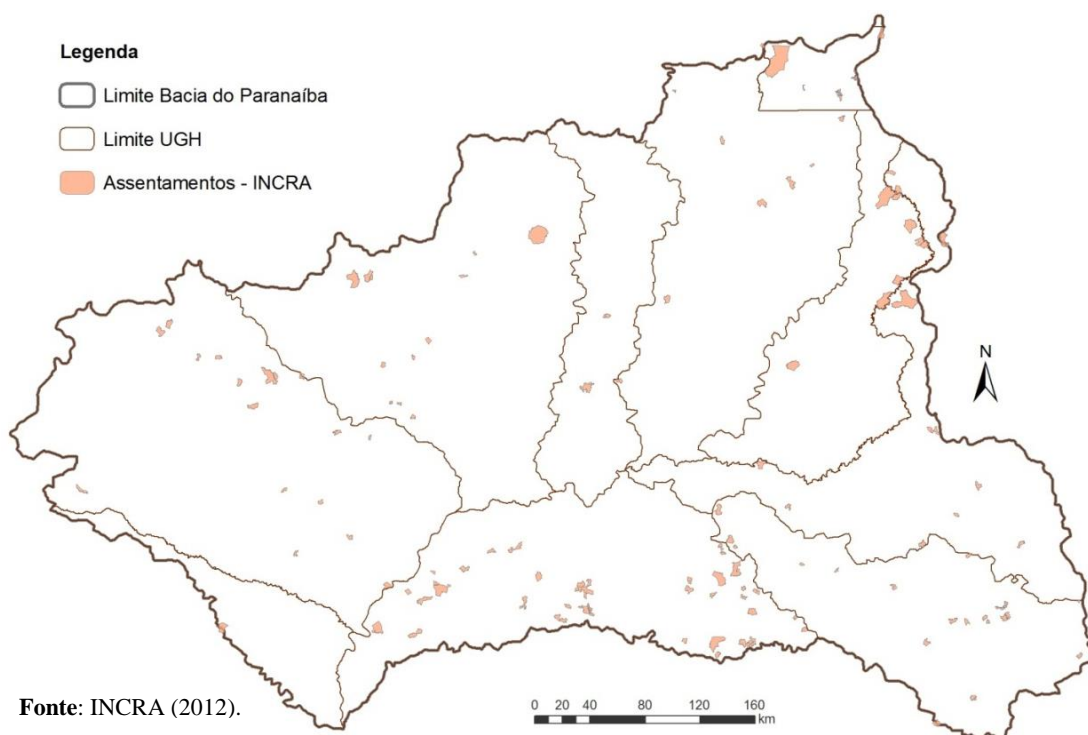 Legenda
Limite Bacia do Paranaíba
Limite UGH
Assentamentos - INCRA
N
Fonte: INCRA (2012).
0 20 40 80 120 160
km